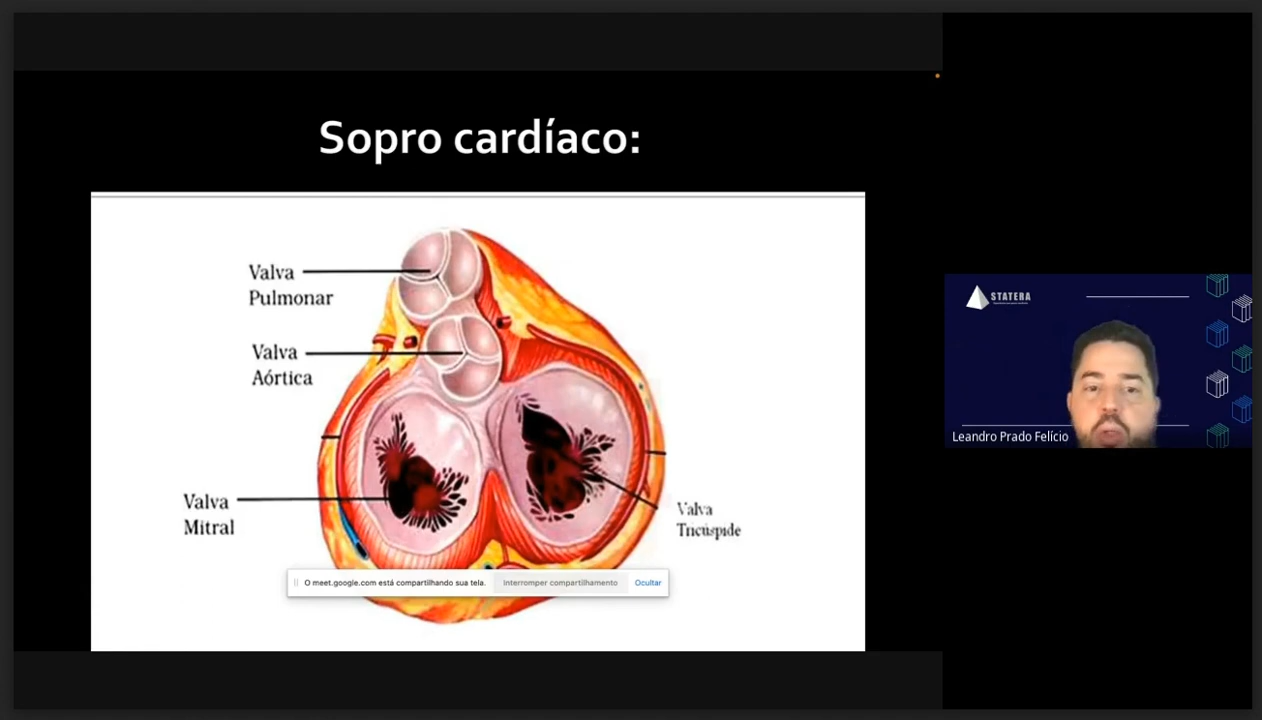 Sopro cardíaco:
Valva
Pulmonar
Valva
Aórtica
Valva
Mitral
Valva
Tricúspide
O meet.google.com está compartilhando sua tela.
Interromper compartilhamento
Ocultar
STATERA
Leandro Prado Felício